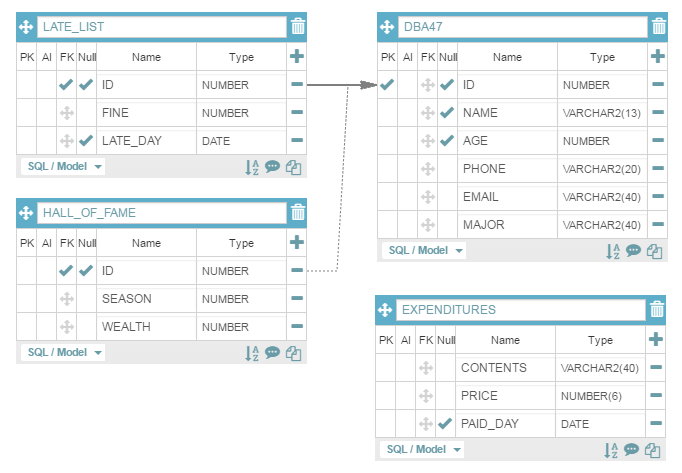 LATE_LIST
PK AI FK Null Name Type
ID NUMBER
FINE NUMBER
LATE_DAY DATE
SQL / Model
HALL_OF_FAME
PK AI FK Null Name Type
ID NUMBER
SEASON NUMBER
WEALTH NUMBER
SQL / Model
DBA47
PK AI FK Null Name Type
ID NUMBER
NAME VARCHAR2(13)
AGE NUMBER
PHONE VARCHAR2(20)
EMAIL VARCHAR2(40)
MAJOR VARCHAR2(40)
SQL / Model
EXPENDITURES
PK AI FK Null Name Type
CONTENTS VARCHAR2(40)
PRICE NUMBER(6)
PAID_DAY DATE
SQL / Model